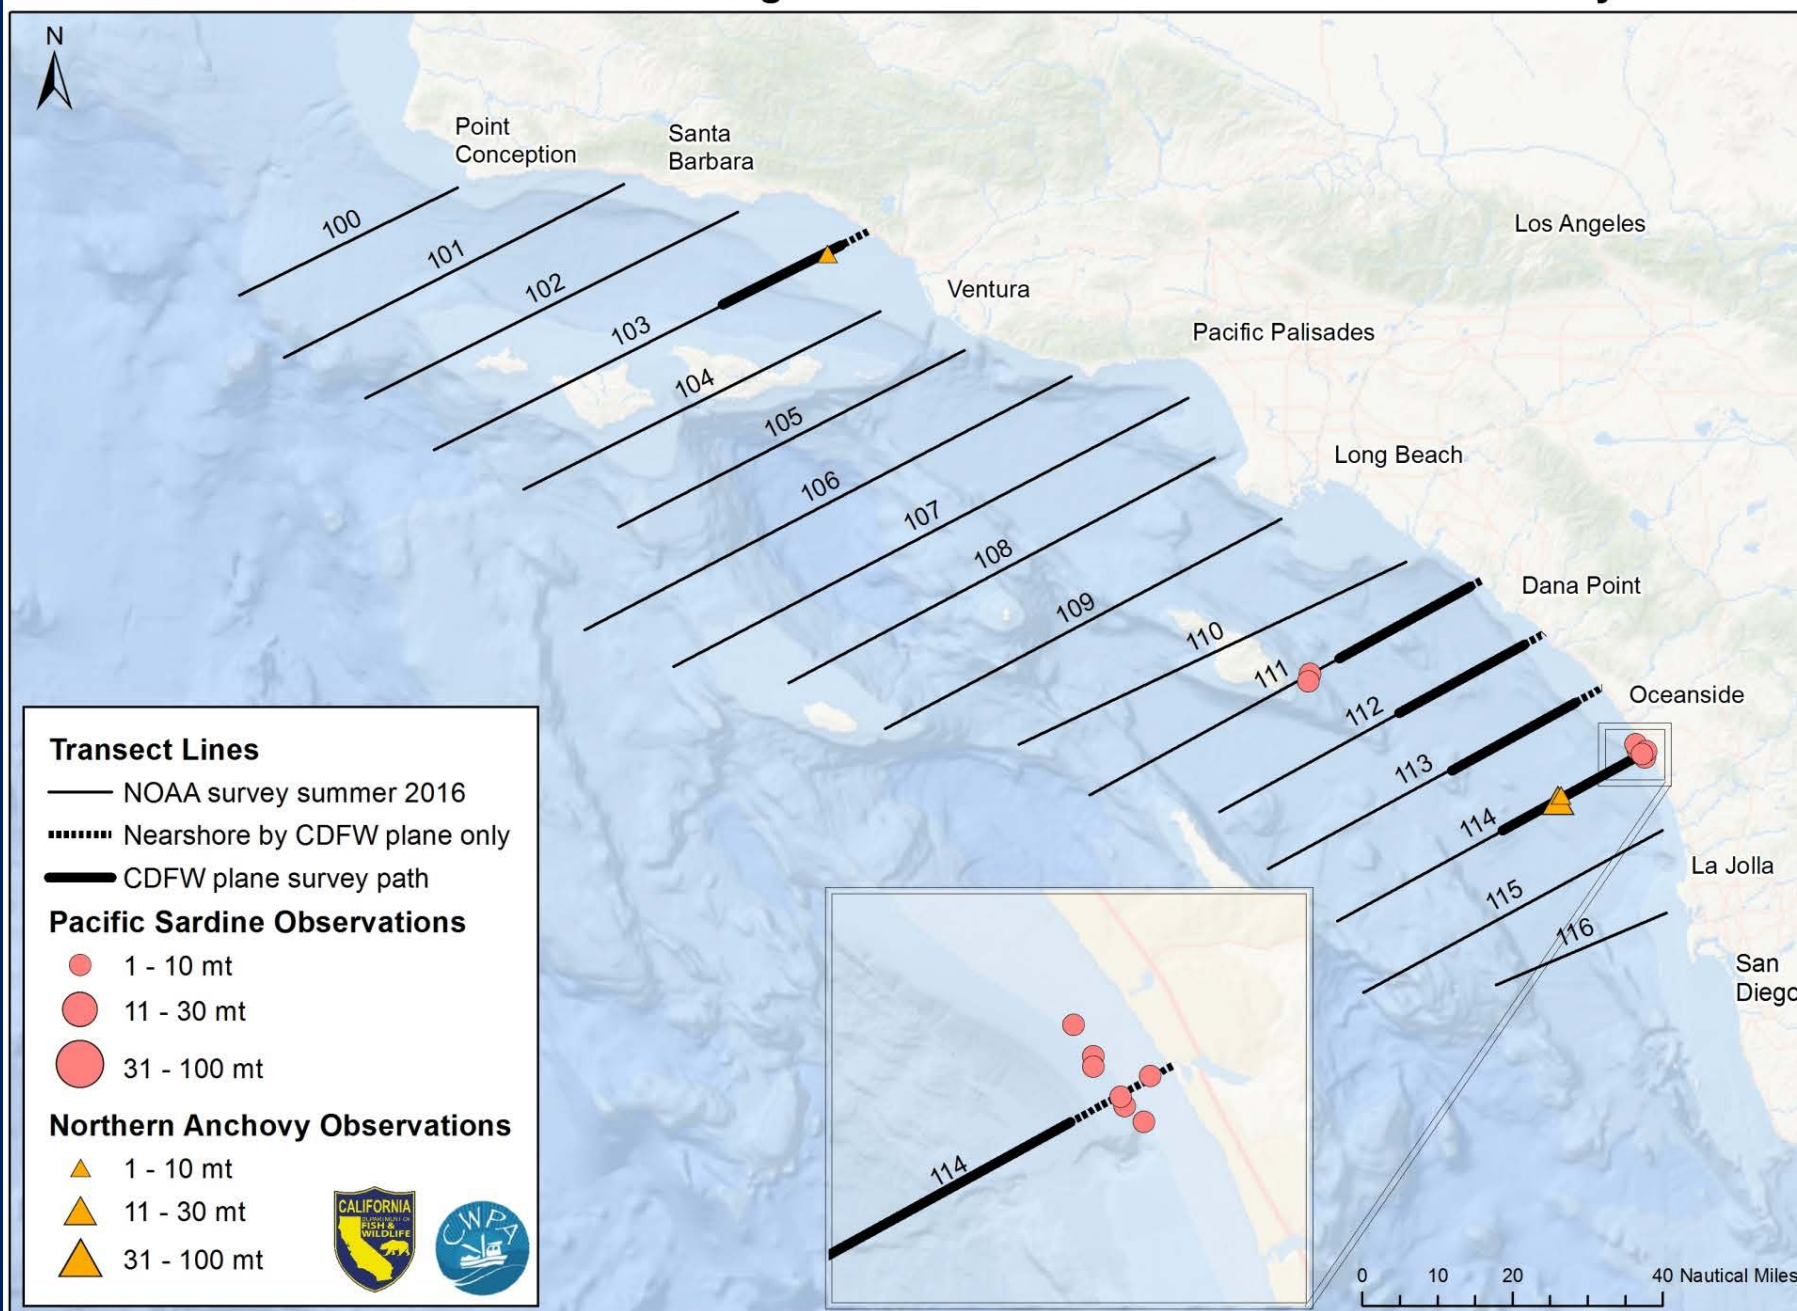 N
Point
Conception
Santa
Barbara
Los Angeles
Ventura
Pacific Palisades
Long Beach
Dana Point
Oceanside
La Jolla
San
Diego
100
101
102
103
104
105
106
107
108
109
110
111
112
113
114
115
116
Transect Lines
NOAA survey summer 2016
Nearshore by CDFW plane only
CDFW plane survey path
Pacific Sardine Observations
1 - 10 mt
11 - 30 mt
31 - 100 mt
Northern Anchovy Observations
1 - 10 mt
11 - 30 mt
31 - 100 mt
CALIFORNIA
DEPARTMENT OF
FISH &
WILDLIFE
CWPA
114
0 10 20 40 Nautical Miles